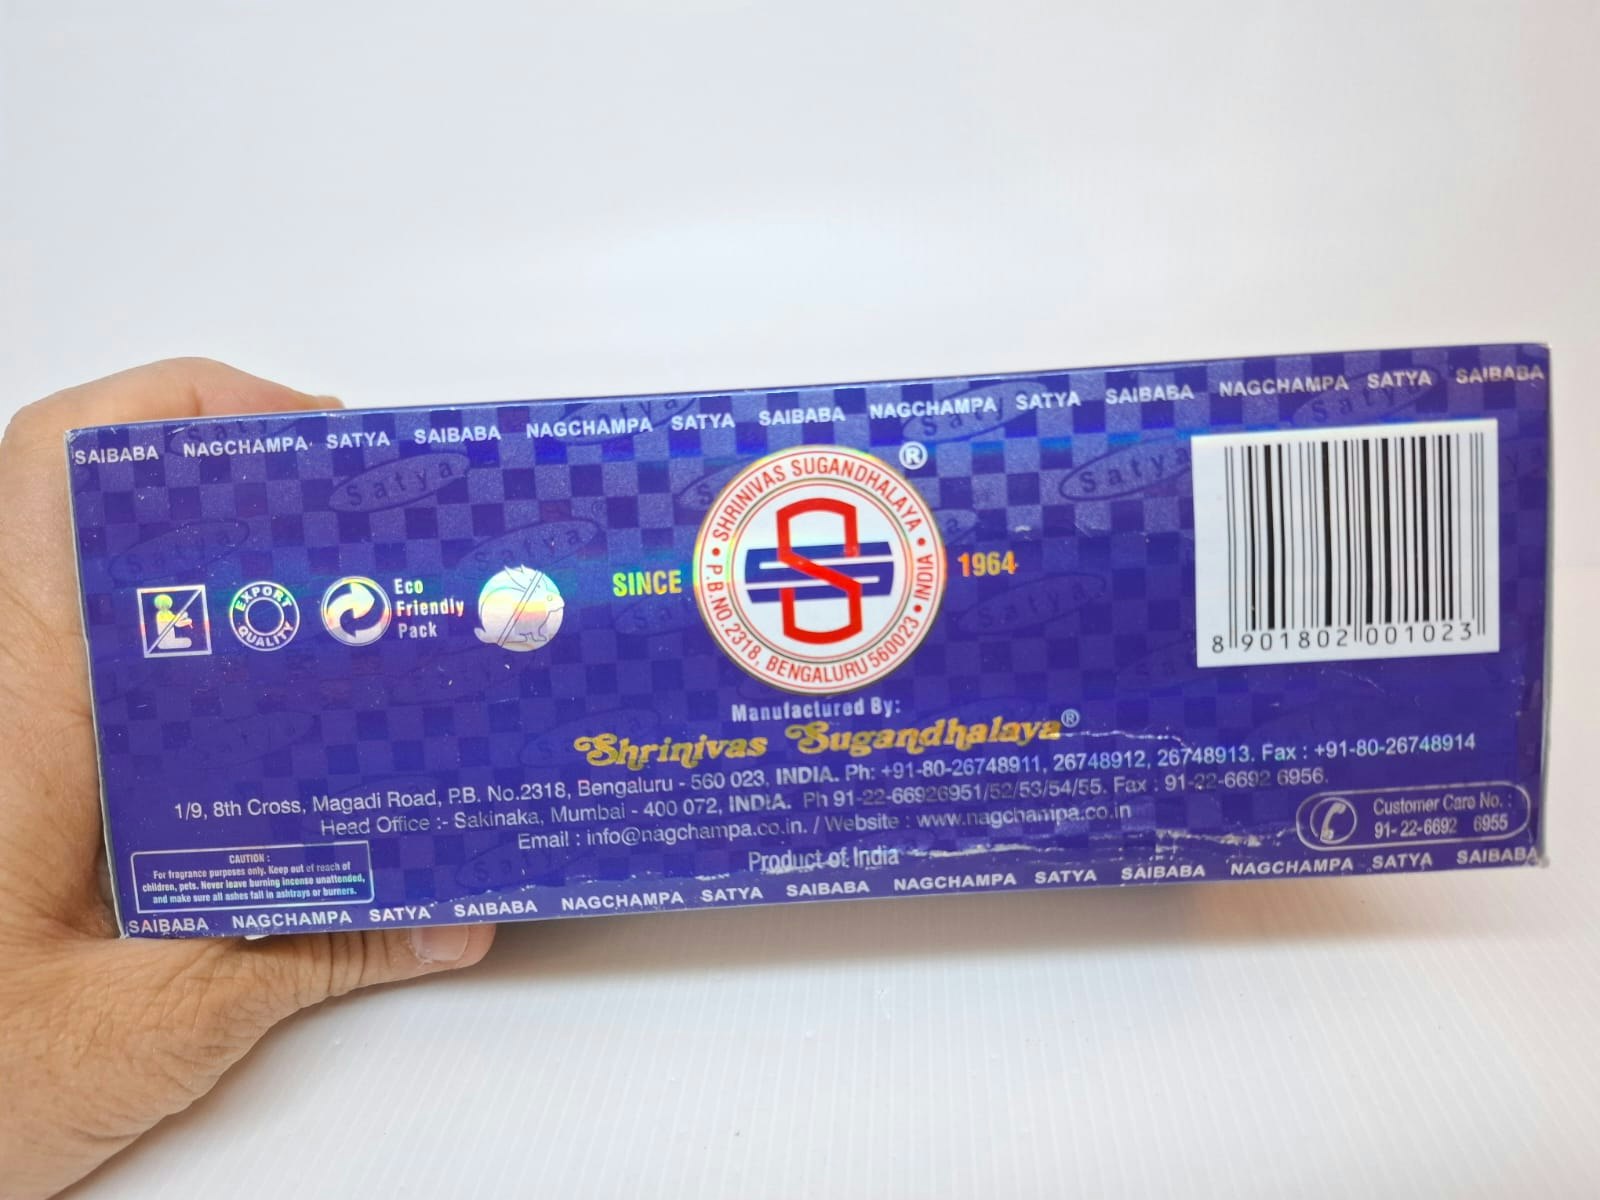 SAIBABA NAGCHAMPA SATYA SAIBABA NAGCHAMPA SATYA SAIBABA NAGCHAMPA SATYA SAIBABA NAGCHAMPA SATYA SAIBABA
Satya
SHRINIVAS SUGANDHALAYA • INDIA • P.B.NO.2318, BENGALURU 560023 •
®
SINCE
1964
EXPORT QUALITY
Eco
Friendly
Pack
8 901802 001023
Manufactured By:
Shrinivas Sugandhalaya®
1/9, 8th Cross, Magadi Road, P.B. No.2318, Bengaluru - 560 023, INDIA. Ph: +91-80-26748911, 26748912, 26748913. Fax : +91-80-26748914
Head Office :- Sakinaka, Mumbai - 400 072, INDIA. Ph 91-22-66926951/52/53/54/55. Fax : 91-22-6692 6956.
Email : info@nagchampa.co.in. / Website : www.nagchampa.co.in
Product of India
Customer Care No. :
91-22-6692 6955
CAUTION :
For fragrance purposes only. Keep out of reach of
children, pets. Never leave burning incense unattended,
and make sure all ashes fall in ashtrays or burners.
SAIBABA NAGCHAMPA SATYA SAIBABA NAGCHAMPA SATYA SAIBABA NAGCHAMPA SATYA SAIBABA NAGCHAMPA SATYA SAIBABA